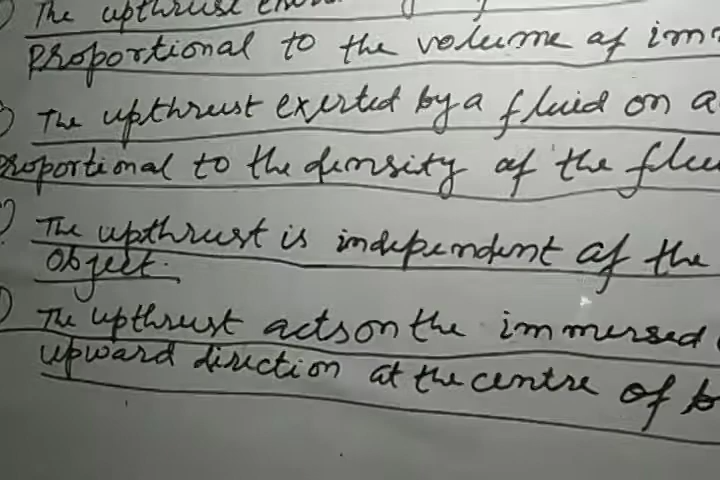 The upthrust
proportional to the volume of
The upthrust exerted by a fluid on a
proportional to the density of the
The upthrust is independent of the
object.
The upthrust acts on the immersed
upward direction at the centre of